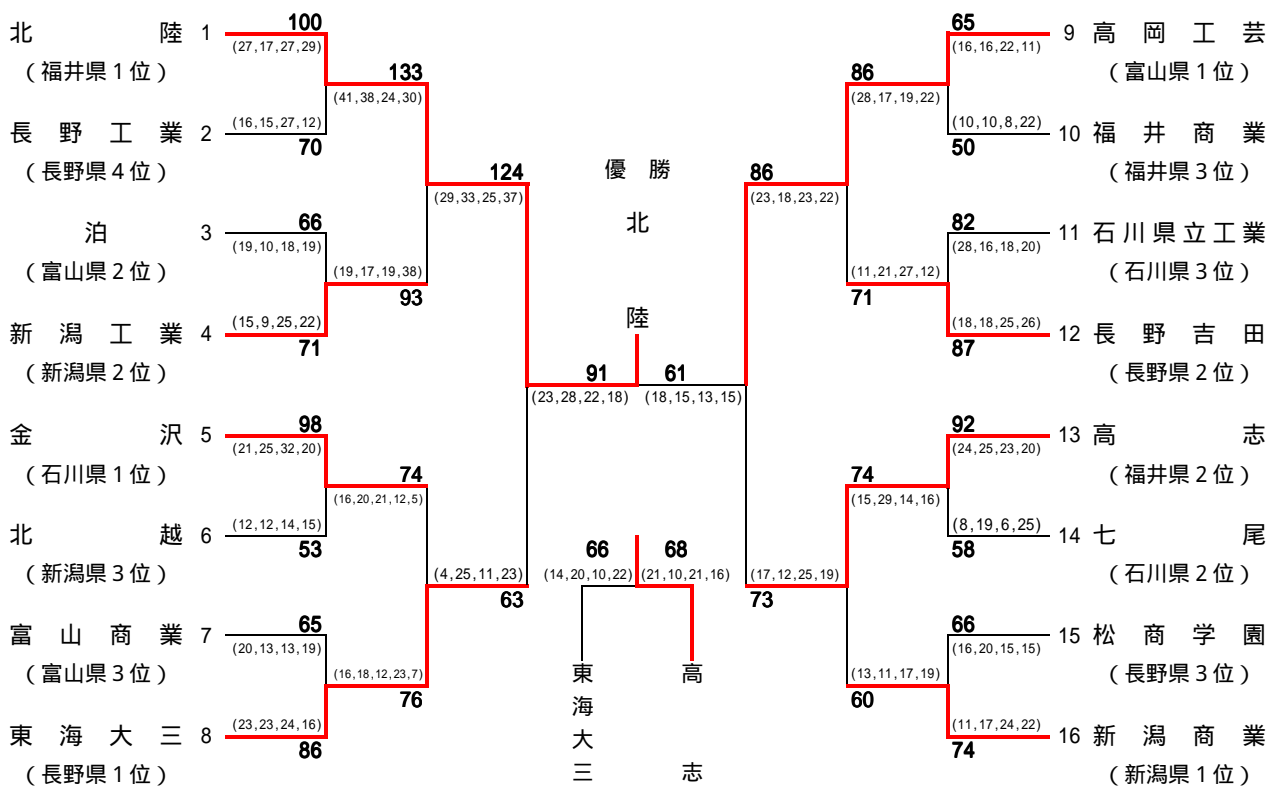 北陸 1
(福井県1位)
100
(27,17,27,29)
長野工業 2
(長野県4位)
(16,15,27,12)
70
泊 3
(富山県2位)
66
(19,10,18,19)
新潟工業 4
(新潟県2位)
(15,9,25,22)
71
金沢 5
(石川県1位)
98
(21,25,32,20)
北越 6
(新潟県3位)
(12,12,14,15)
53
富山商業 7
(富山県3位)
65
(20,13,13,19)
東海大三 8
(長野県1位)
(23,23,24,16)
86
133
(41,38,24,30)
(19,17,19,38)
93
74
(16,20,21,12,5)
(16,18,12,23,7)
76
124
(29,33,25,37)
(4,25,11,23)
63
優勝
北陸
91
(23,28,22,18)
61
(18,15,13,15)
66
(14,20,10,22)
68
(21,10,21,16)
東海大三
高志
86
(23,18,23,22)
(17,12,25,19)
73
86
(28,17,19,22)
(11,21,27,12)
71
74
(15,29,14,16)
(13,11,17,19)
60
65
(16,16,22,11)
9 高岡工芸
(富山県1位)
(10,10,8,22)
50
10 福井商業
(福井県3位)
82
(28,16,18,20)
11 石川県立工業
(石川県3位)
(18,18,25,26)
87
12 長野吉田
(長野県2位)
92
(24,25,23,20)
13 高志
(福井県2位)
(8,19,6,25)
58
14 七尾
(石川県2位)
66
(16,20,15,15)
15 松商学園
(長野県3位)
(11,17,24,22)
74
16 新潟商業
(新潟県1位)